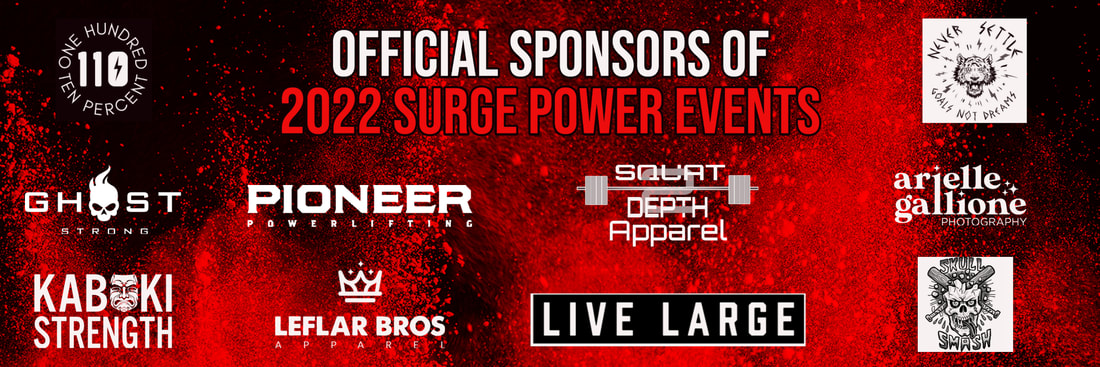 ONE HUNDRED
110
TEN PERCENT
OFFICIAL SPONSORS OF
2022 SURGE POWER EVENTS
NEVER SETTLE
GOALS NOT DREAMS
GHOST
STRONG
PIONEER
POWERLIFTING
SQUAT
DEPTH
Apparel
arielle
gallione
PHOTOGRAPHY
KABUKI
STRENGTH
LEFLAR BROS
APPAREL
LIVE LARGE
SKULL
SMASH